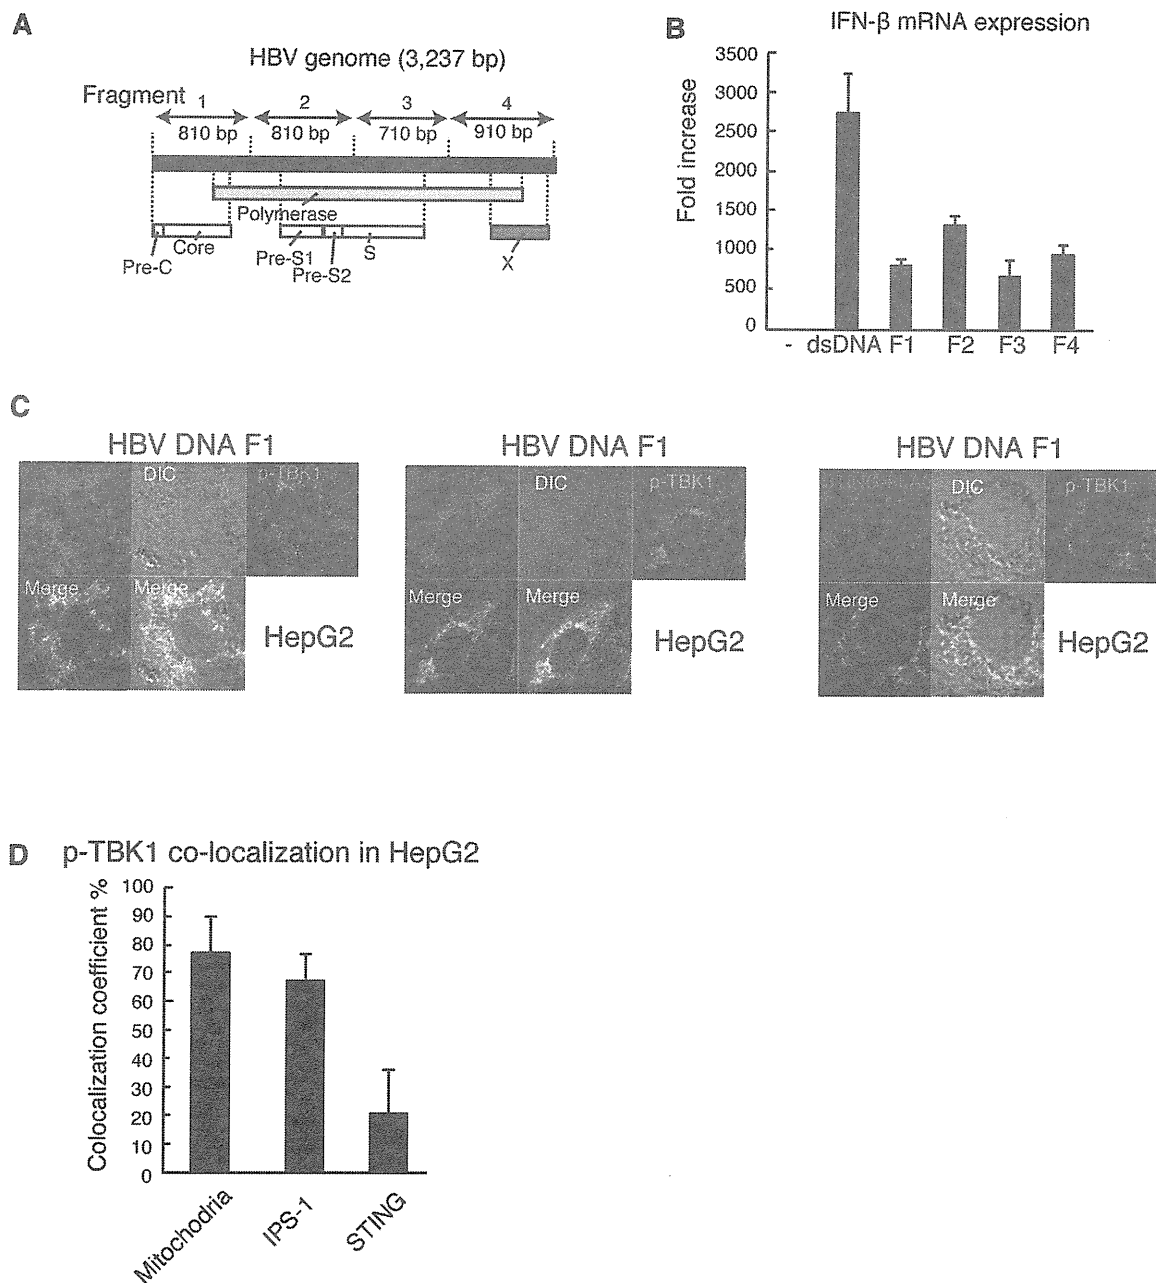 A
HBV genome (3,237 bp)
Fragment 1 2 3 4
810 bp 810 bp 710 bp 910 bp
Polymerase
Core
Pre-C
Pre-S1
Pre-S2
S
X
B
IFN-β mRNA expression
Fold increase
3500
3000
2500
2000
1500
1000
500
0
- dsDNA F1 F2 F3 F4
C
HBV DNA F1
DIC
p-TBK1
Merge
Merge
HepG2
HBV DNA F1
DIC
p-TBK1
Merge
Merge
HepG2
HBV DNA F1
DIC
p-TBK1
Merge
Merge
HepG2
D
p-TBK1 co-localization in HepG2
Colocalization coefficient %
100
90
80
70
60
50
40
30
20
10
0
Mitochodria
IPS-1
STING